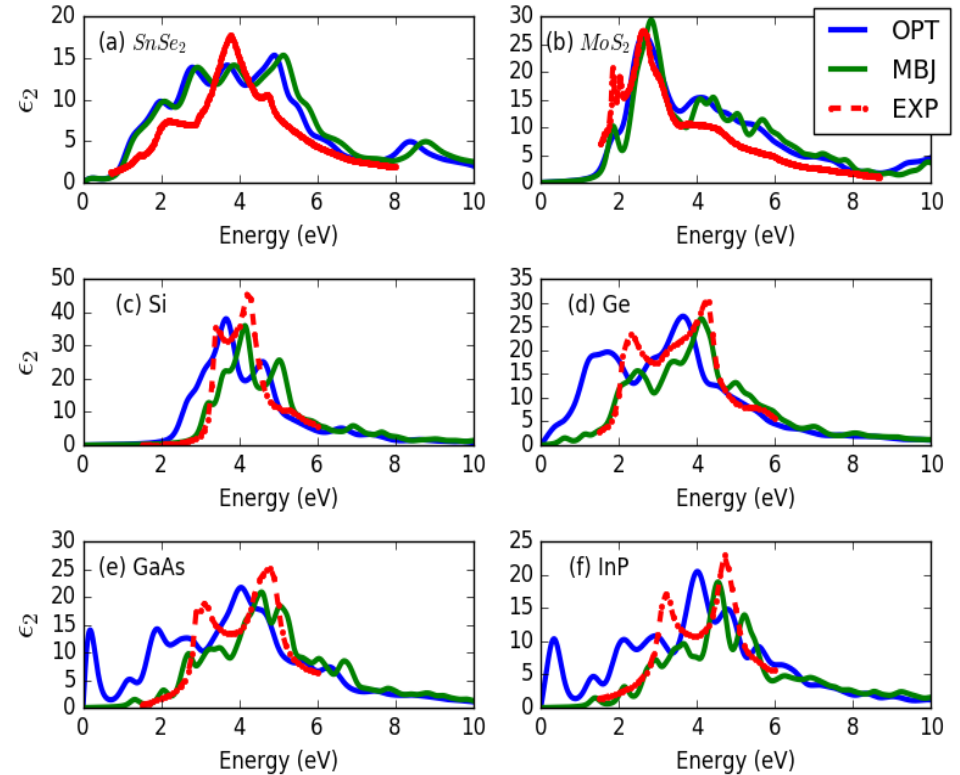 (a) SnSe2
ϵ2
20
15
10
5
0
0 2 4 6 8 10
Energy (eV)
(b) MoS2
30
25
20
15
10
5
0
0 2 4 6 8 10
Energy (eV)
OPT
MBJ
EXP
(c) Si
ϵ2
50
40
30
20
10
0
0 2 4 6 8 10
Energy (eV)
(d) Ge
35
30
25
20
15
10
5
0
0 2 4 6 8 10
Energy (eV)
(e) GaAs
ϵ2
30
25
20
15
10
5
0
0 2 4 6 8 10
Energy (eV)
(f) InP
25
20
15
10
5
0
0 2 4 6 8 10
Energy (eV)